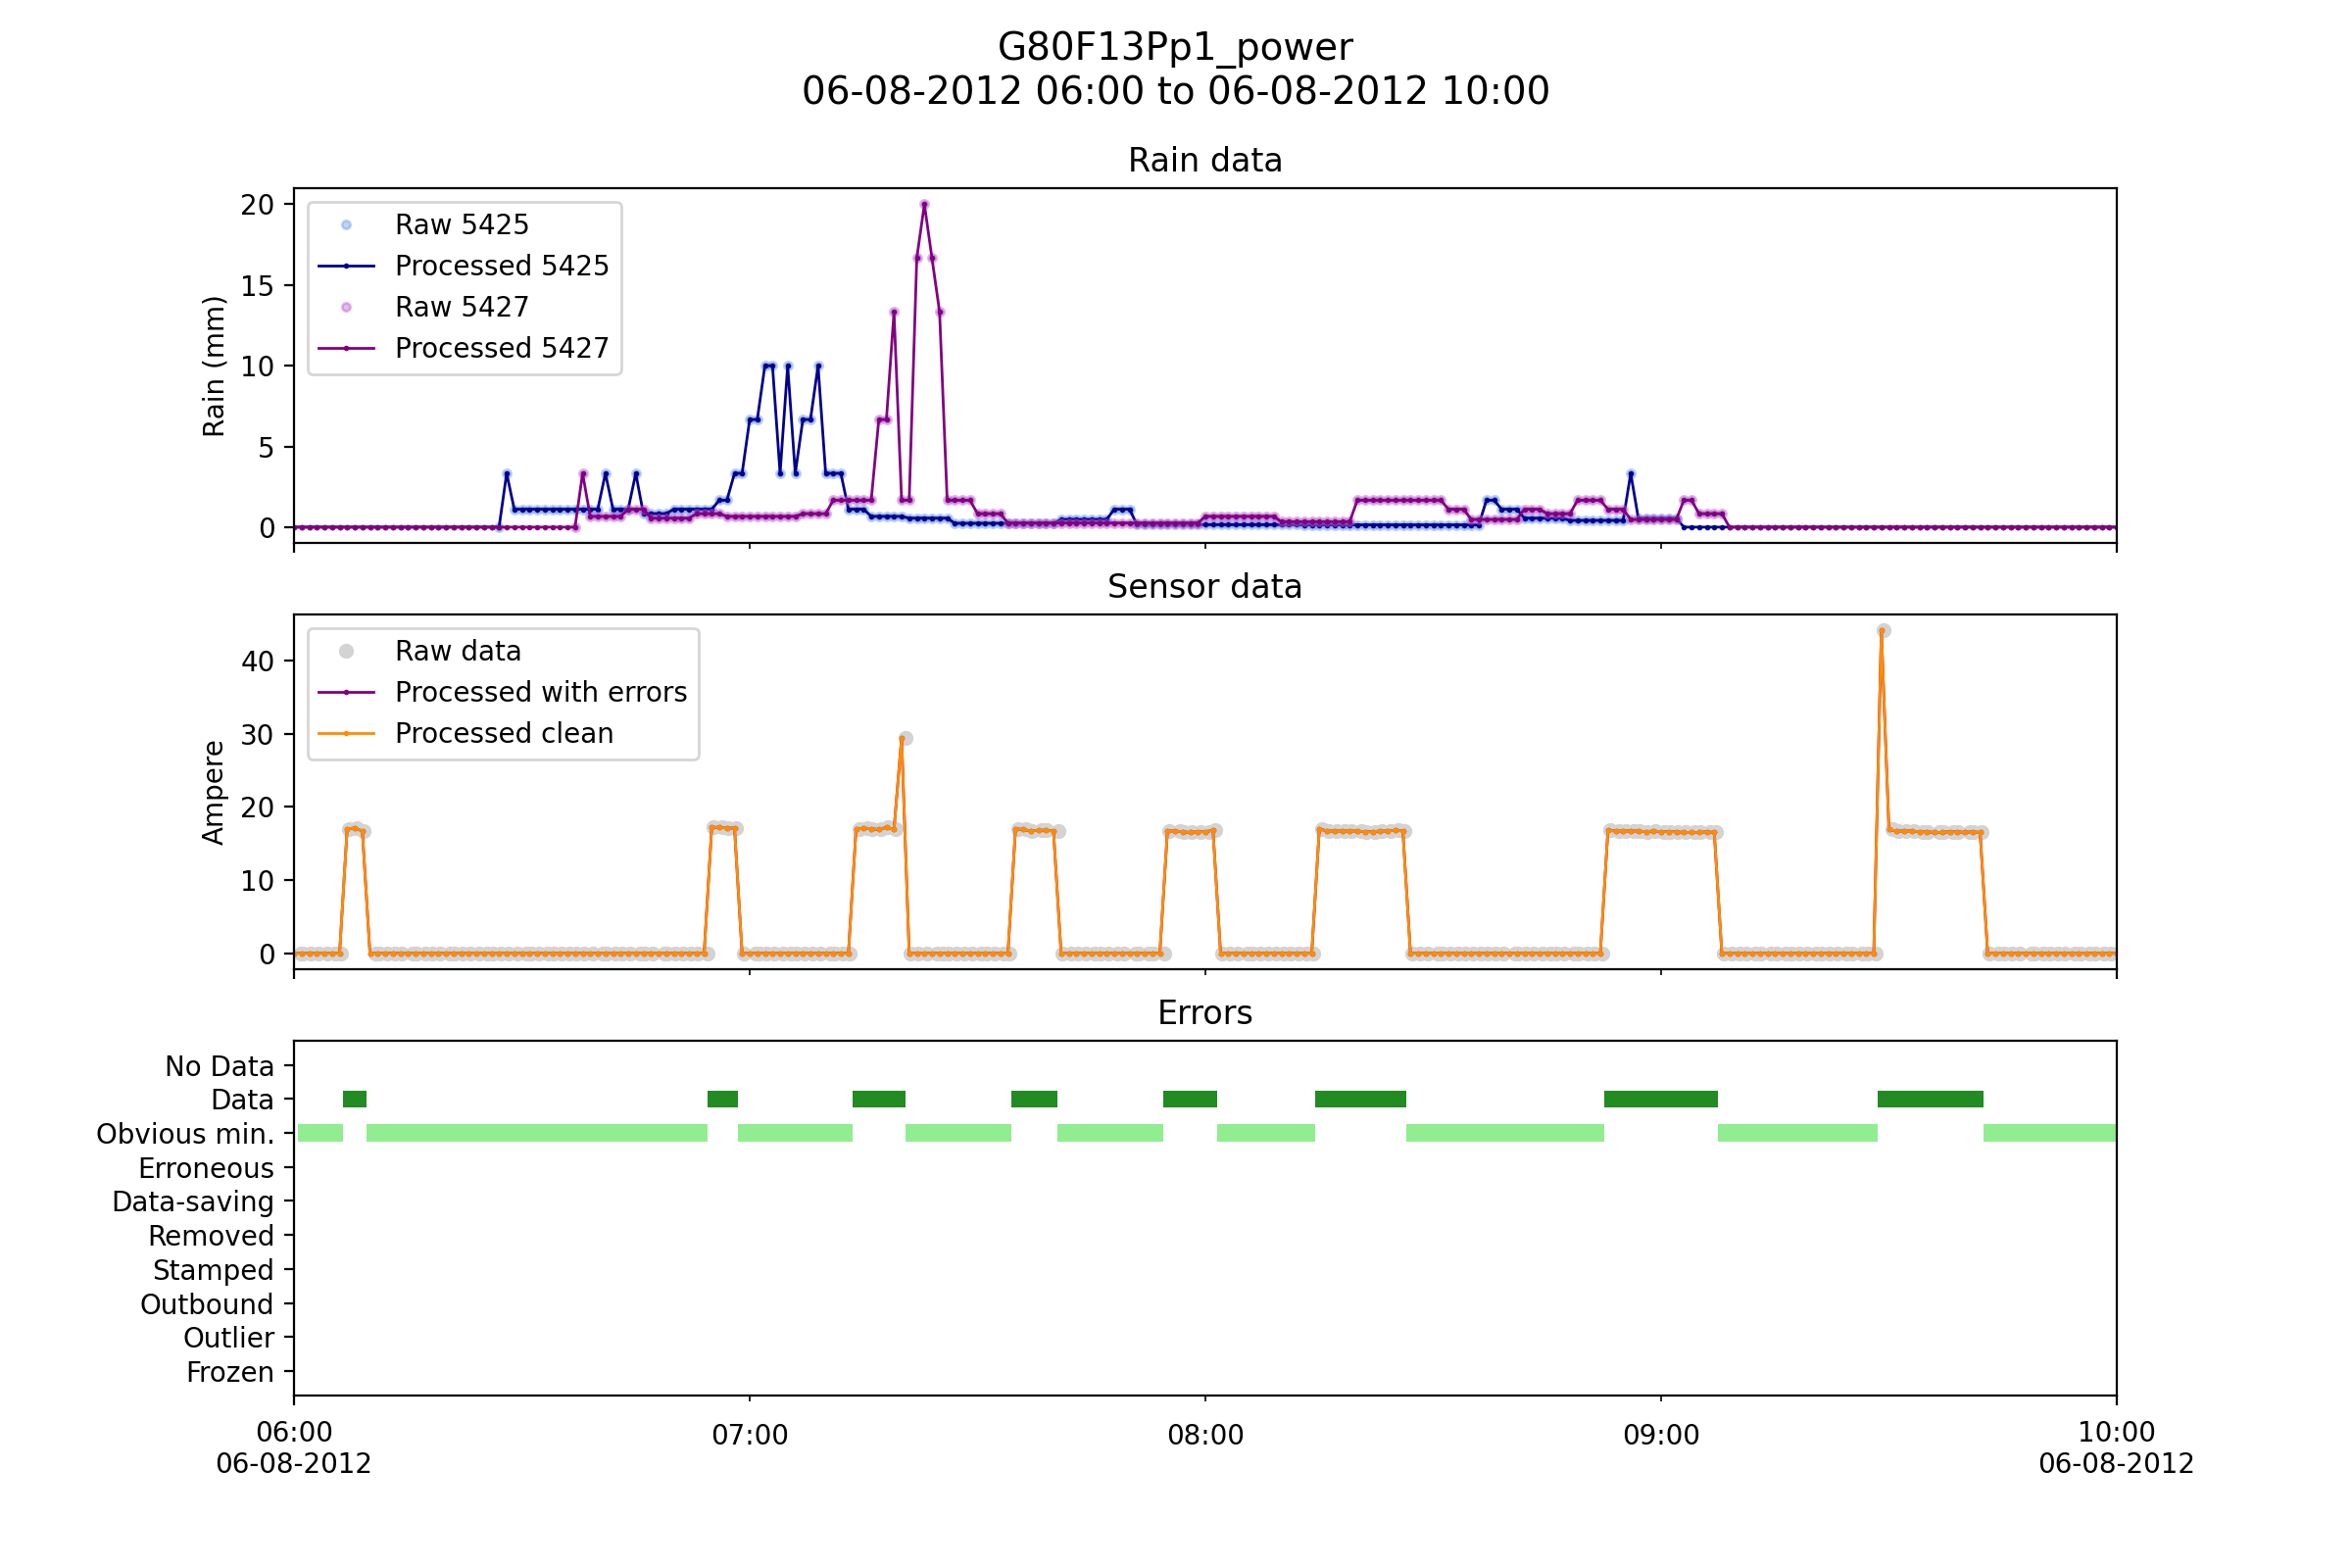 G80F13Pp1_power
06-08-2012 06:00 to 06-08-2012 10:00
Rain data
20
15
10
5
0
Rain (mm)
Raw 5425
Processed 5425
Raw 5427
Processed 5427
Sensor data
40
30
20
10
0
Ampere
Raw data
Processed with errors
Processed clean
Errors
No Data
Data
Obvious min.
Erroneous
Data-saving
Removed
Stamped
Outbound
Outlier
Frozen
06:00 07:00 08:00 09:00 10:00
06-08-2012 06-08-2012